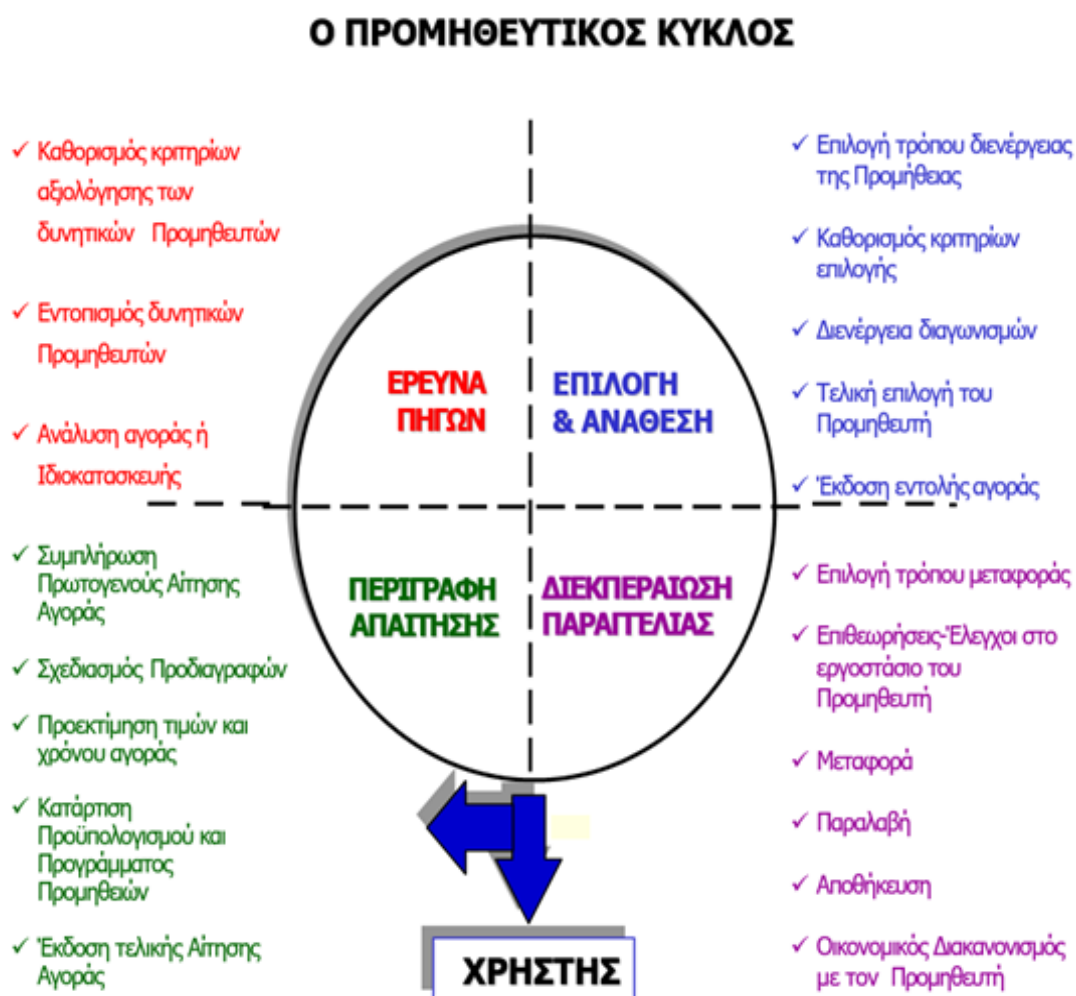 Ο ΠΡΟΜΗΘΕΥΤΙΚΟΣ ΚΥΚΛΟΣ
✓ Καθορισμός κριτηρίων
αξιολόγησης των
δυνητικών Προμηθευτών
✓ Εντοπισμός δυνητικών
Προμηθευτών
✓ Ανάλυση αγοράς ή
Ιδιοκατασκευής
✓ Επιλογή τρόπου διενέργειας
της Προμήθειας
✓ Καθορισμός κριτηρίων
επιλογής
✓ Διενέργεια διαγωνισμών
✓ Τελική επιλογή του
Προμηθευτή
✓ Έκδοση εντολής αγοράς
ΕΡΕΥΝΑ
ΠΗΓΩΝ
ΕΠΙΛΟΓΗ
& ΑΝΑΘΕΣΗ
ΠΕΡΙΓΡΑΦΗ
ΑΠΑΙΤΗΣΗΣ
ΔΙΕΚΠΕΡΑΙΩΣΗ
ΠΑΡΑΓΓΕΛΙΑΣ
✓ Συμπλήρωση
Πρωτογενούς Αίτησης
Αγοράς
✓ Σχεδιασμός Προδιαγραφών
✓ Προεκτίμηση τιμών και
χρόνου αγοράς
✓ Κατάρτιση
Προϋπολογισμού και
Προγράμματος
Προμηθειών
✓ Έκδοση τελικής Αίτησης
Αγοράς
✓ Επιλογή τρόπου μεταφοράς
✓ Επιθεωρήσεις-Έλεγχοι στο
εργοστάσιο του
Προμηθευτή
✓ Μεταφορά
✓ Παραλαβή
✓ Αποθήκευση
✓ Οικονομικός Διακανονισμός
με τον Προμηθευτή
ΧΡΗΣΤΗΣ